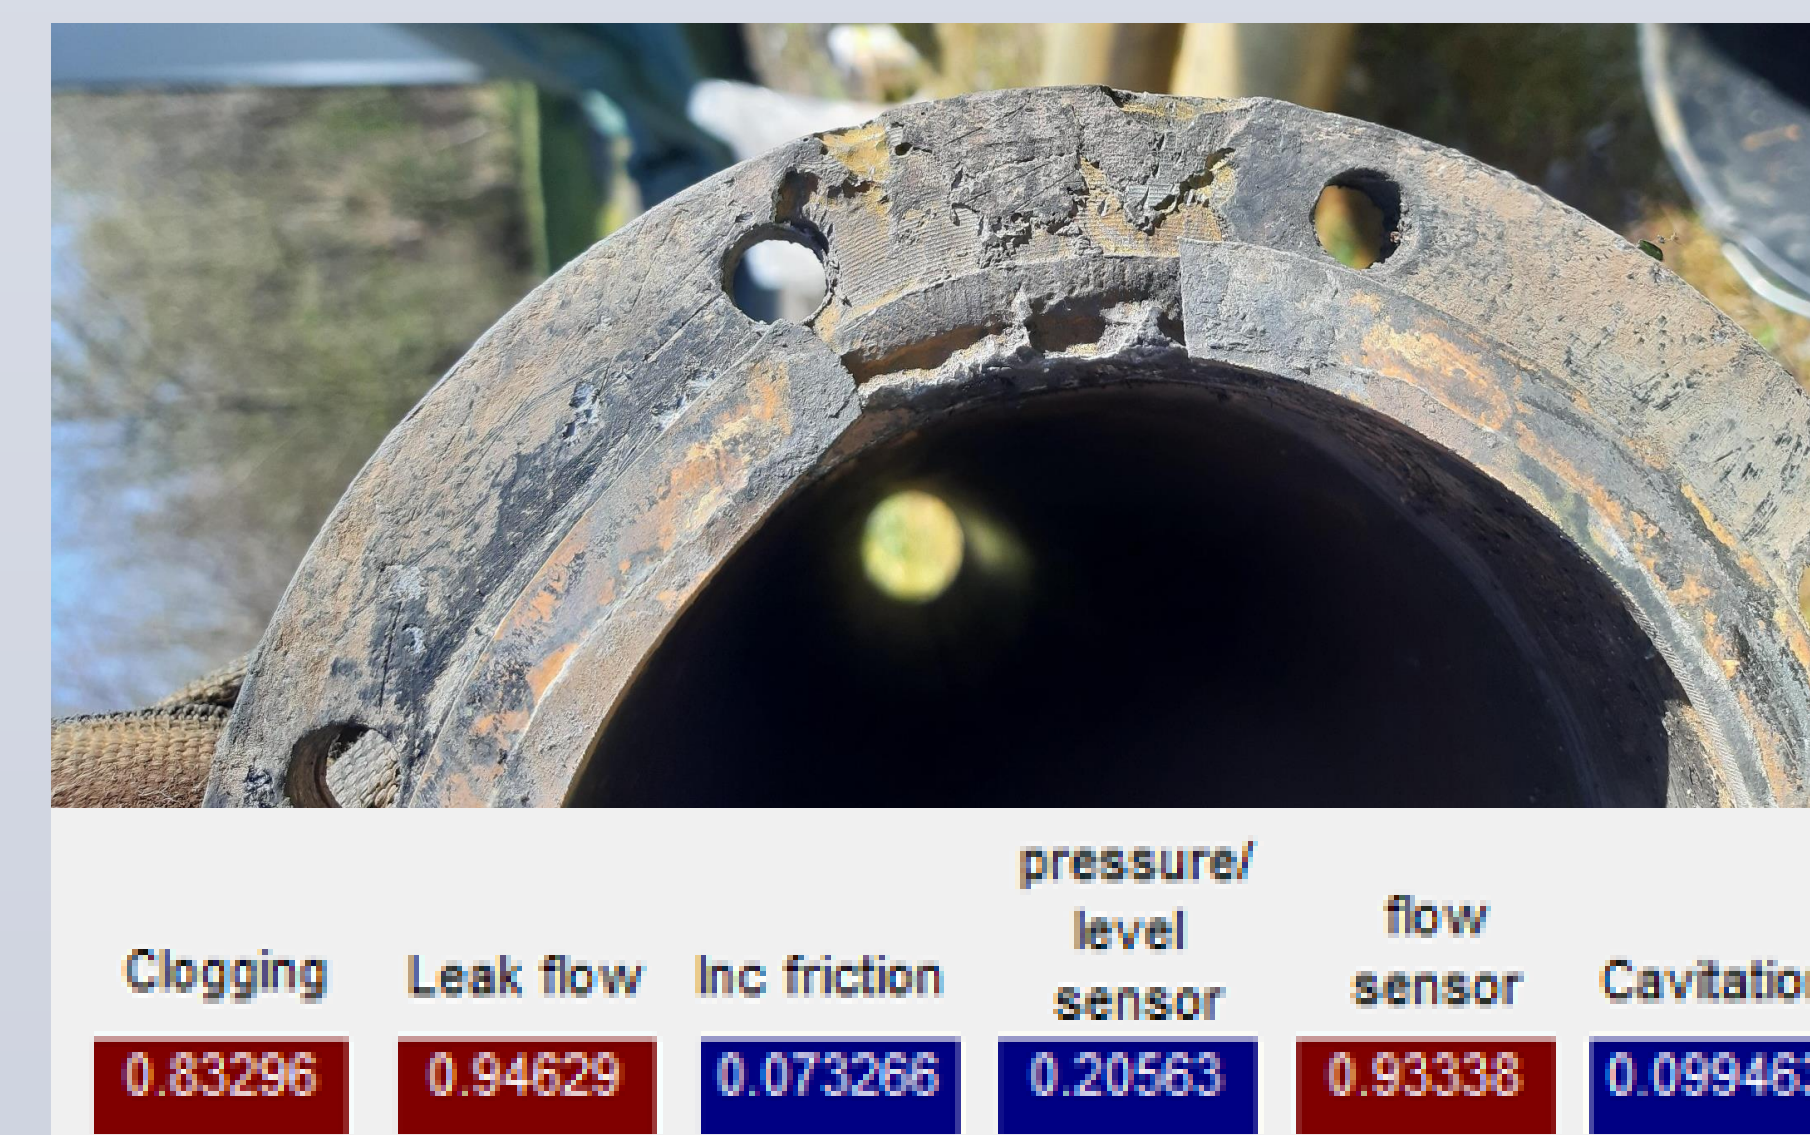 Clogging
Leak flow
Inc friction
pressure/
level
sensor
flow
sensor
0.83296
0.94629
0.073266
0.20563
0.93338